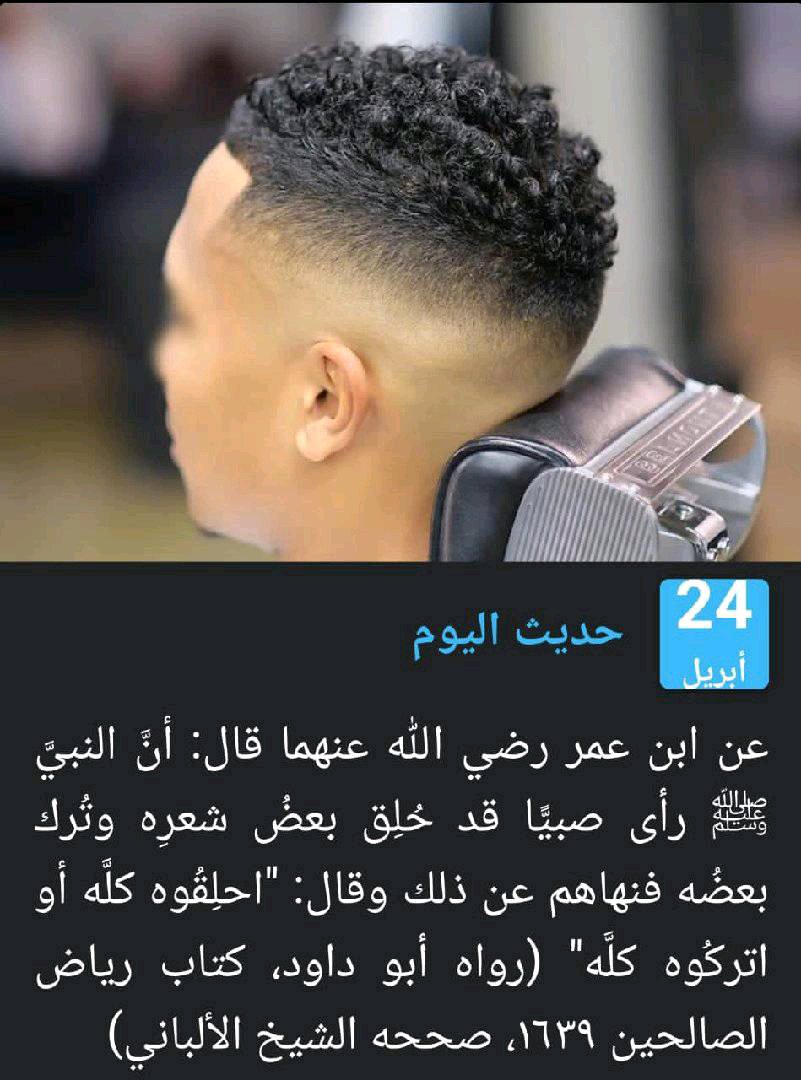 24
أبريل
حديث اليوم
عن ابن عمر رضي الله عنهما قال: أنَّ النبيَّ
ﷺ رأى صبيًّا قد حُلِق بعضُ شعرِه وتُرك
بعضُه فنهاهم عن ذلك وقال: "احلِقُوه كلَّه أو
اتركُوه كلَّه" (رواه أبو داود، كتاب رياض
الصالحين ١٦٣٩، صححه الشيخ الألباني)